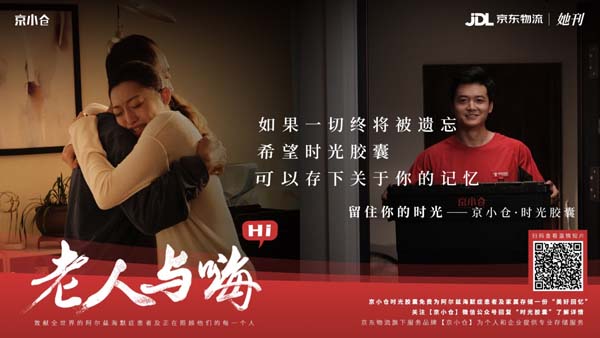 京小仓
JDL 京东物流 她刊
如果一切终将被遗忘
希望时光胶囊
可以存下关于你的记忆
留住你的时光——京小仓·时光胶囊
京小仓
Hi
老人与嗨
致献全世界的阿尔兹海默症患者及正在照顾他们的每一个人
扫码查看温情短片
京小仓时光胶囊免费为阿尔兹海默症患者及家属存储一份“美好回忆”
关注【京小仓】微信公众号回复“时光胶囊”了解详情
京东物流旗下服务品牌【京小仓】为个人和企业提供专业存储服务